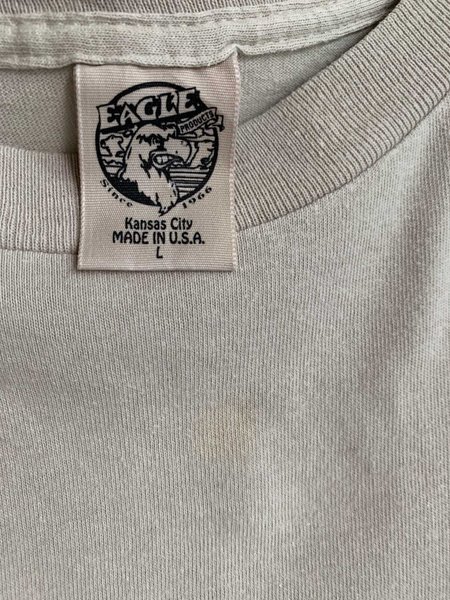 EAGLE
PRODUCTS
Since 1966
Kansas City
MADE IN U.S.A.
L